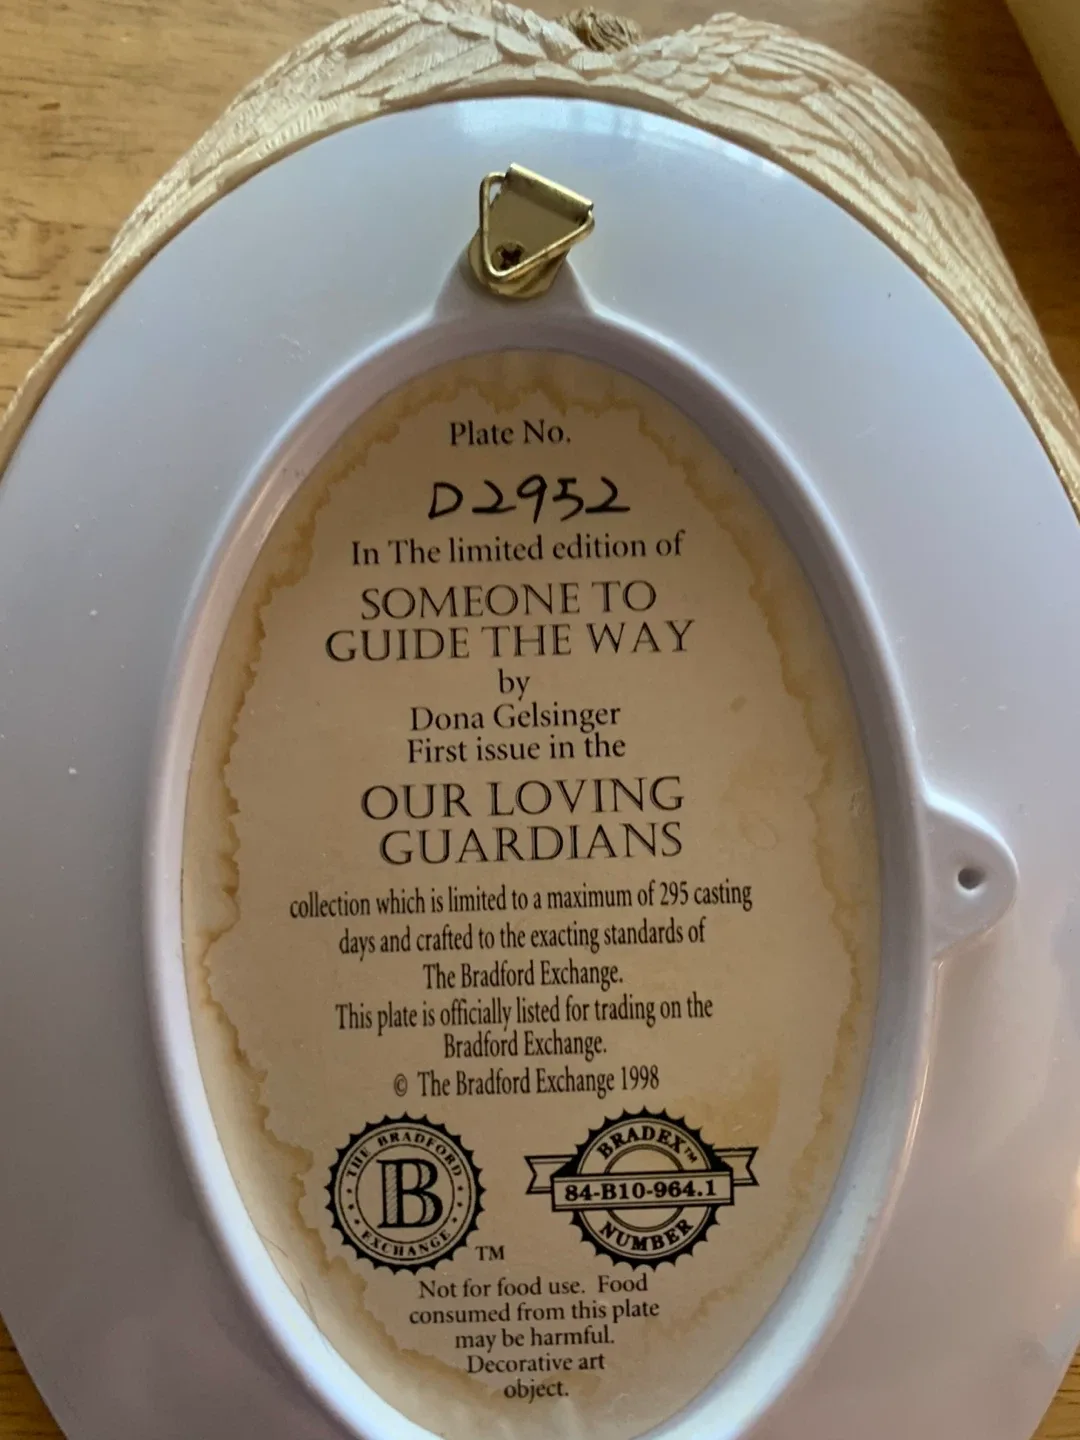 Plate No.
D2952
In The limited edition of
SOMEONE TO
GUIDE THE WAY
by
Dona Gelsinger
First issue in the
OUR LOVING
GUARDIANS
collection which is limited to a maximum of 295 casting
days and crafted to the exacting standards of
The Bradford Exchange.
This plate is officially listed for trading on the
Bradford Exchange.
© The Bradford Exchange 1998
THE BRADFORD
B
EXCHANGE
TM
BRADEX™
84-B10-964.1
NUMBER
Not for food use. Food
consumed from this plate
may be harmful.
Decorative art
object.